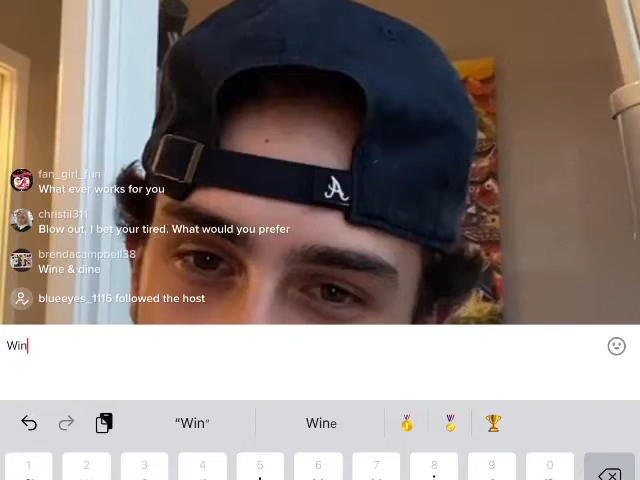 A
fan_girl_fun
What ever works for you
christil311
Blow out, I bet your tired. What would you prefer
brendacampbell38
Wine & dine
blueeyes_1116 followed the host
Win
"Win"
Wine
1 2 3 4 5 6 7 8 9 0